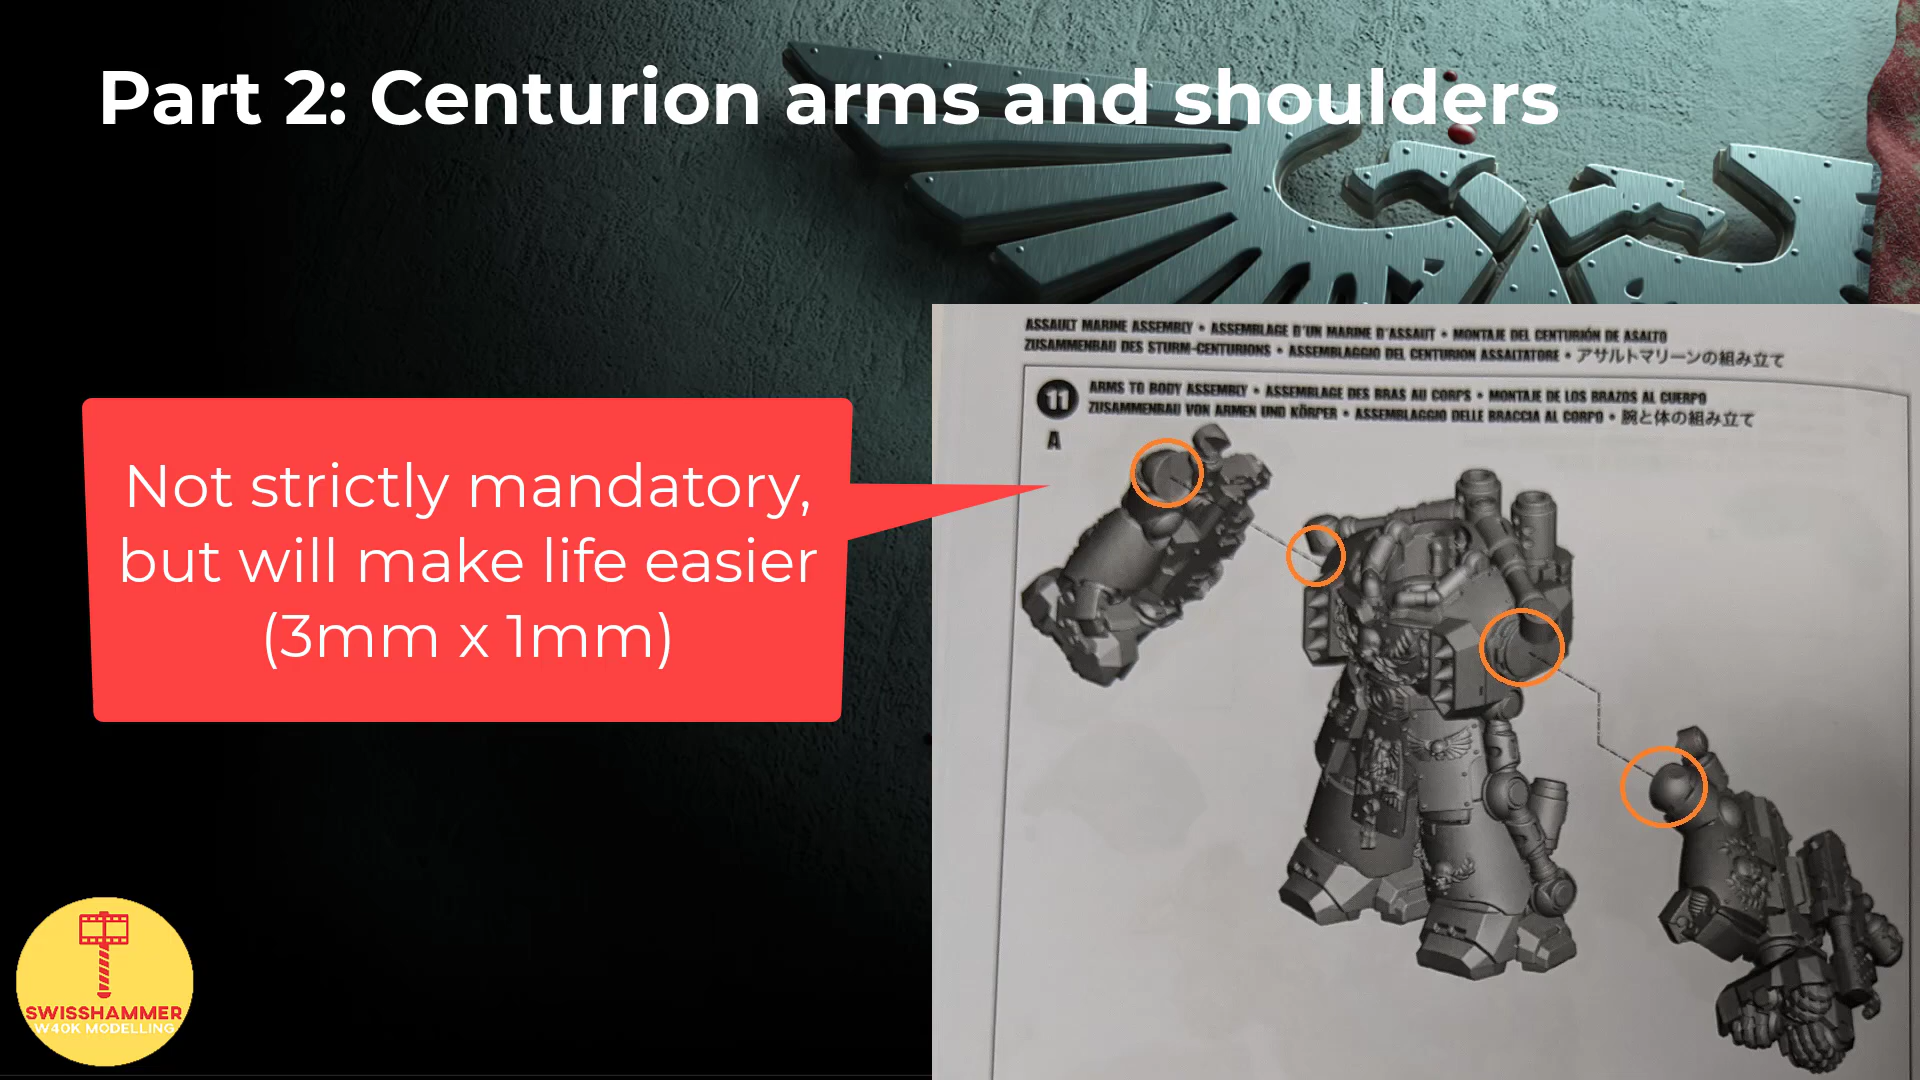 Part 2: Centurion arms and shoulders
Not strictly mandatory,
but will make life easier
(3mm x 1mm)
ASSAULT MARINE ASSEMBLY • ASSEMBLAGE D'UN MARINE D'ASSAUT • MONTAJE DEL CENTURIÓN DE ASALTO
ZUSAMMENBAU DES STURM-CENTURIONS • ASSEMBLAGGIO DEL CENTURION ASSALTATORE • アサルトマリーンの組み立て
11
ARMS TO BODY ASSEMBLY • ASSEMBLAGE DES BRAS AU CORPS • MONTAJE DE LOS BRAZOS AL CUERPO
ZUSAMMENBAU VON ARMEN UND KÖRPER • ASSEMBLAGGIO DELLE BRACCIA AL CORPO • 腕と体の組み立て
A
SWISSHAMMER
W40K MODELLING